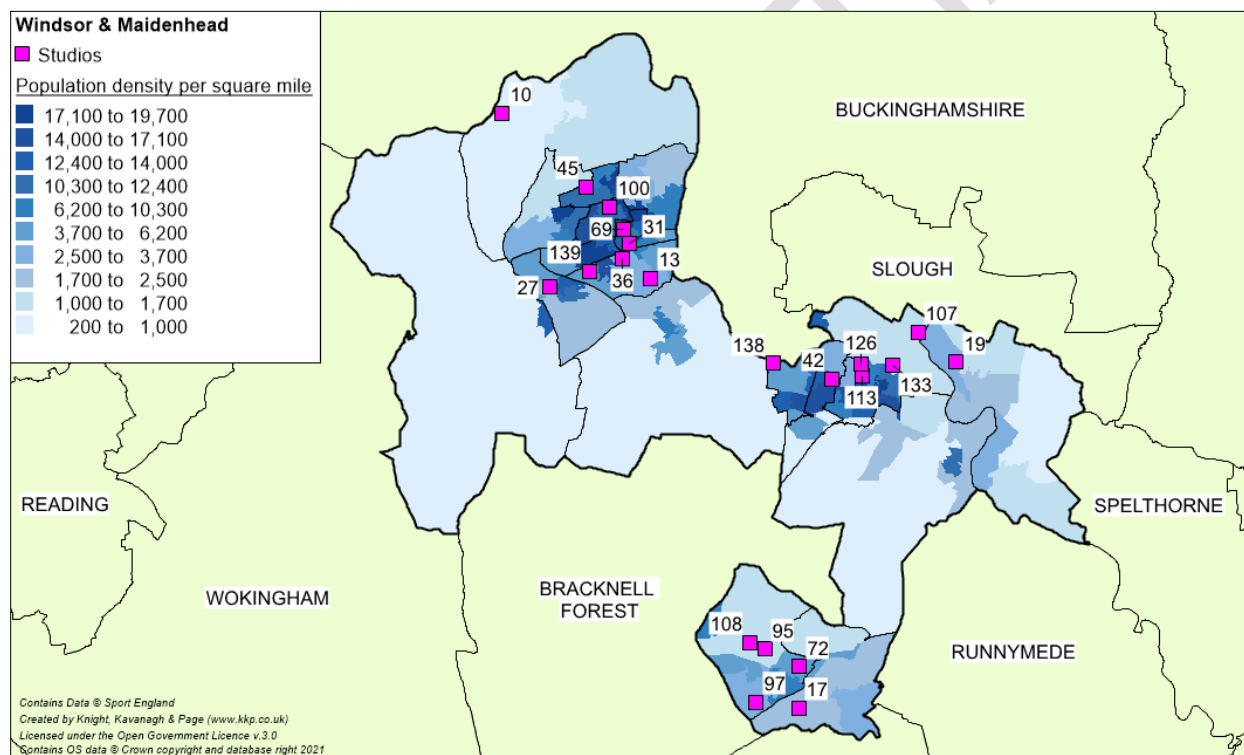 Windsor & Maidenhead
Studios
Population density per square mile
17,100 to 19,700
14,000 to 17,100
12,400 to 14,000
10,300 to 12,400
6,200 to 10,300
3,700 to 6,200
2,500 to 3,700
1,700 to 2,500
1,000 to 1,700
200 to 1,000
10
BUCKINGHAMSHIRE
45
100
69
31
139
13
36
27
SLOUGH
107
138
42
126
19
133
113
READING
SPELTHORNE
WOKINGHAM
BRACKNELL
FOREST
108
95
72
RUNNYMEDE
97
17
Contains Data © Sport England
Created by Knight, Kavanagh & Page (www.kkp.co.uk)
Licensed under the Open Government Licence v.3.0
Contains OS data © Crown copyright and database right 2021